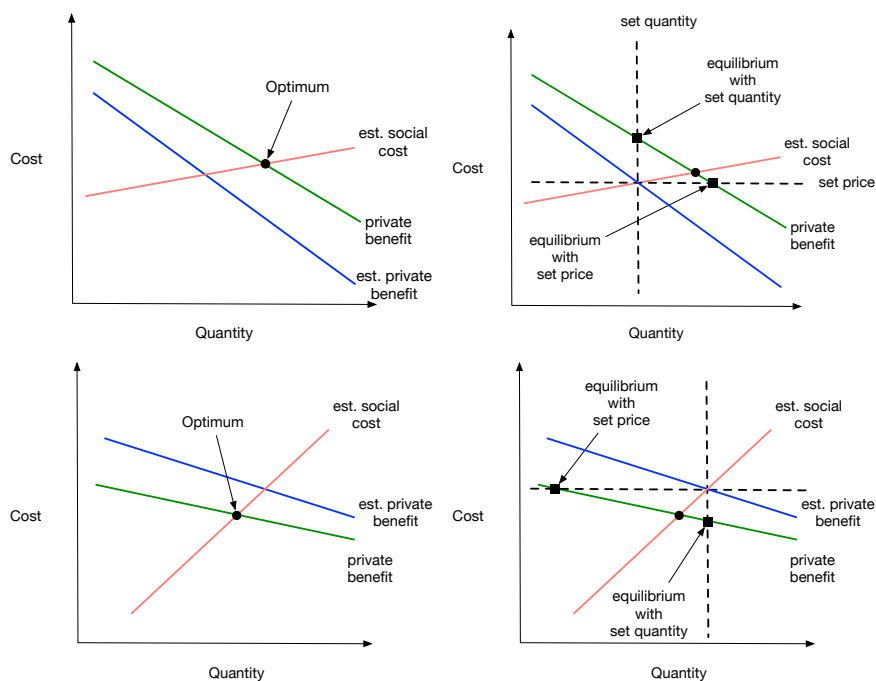 Optimum
est. social
cost
Cost
private
benefit
est. private
benefit
Quantity
set quantity
equilibrium
with
set quantity
est. social
cost
Cost
set price
private
benefit
equilibrium
with
set price
Quantity
est. social
cost
Optimum
est. private
benefit
Cost
private
benefit
Quantity
equilibrium
with
set price
est. social
cost
est. private
benefit
Cost
private
benefit
equilibrium
with
set quantity
Quantity